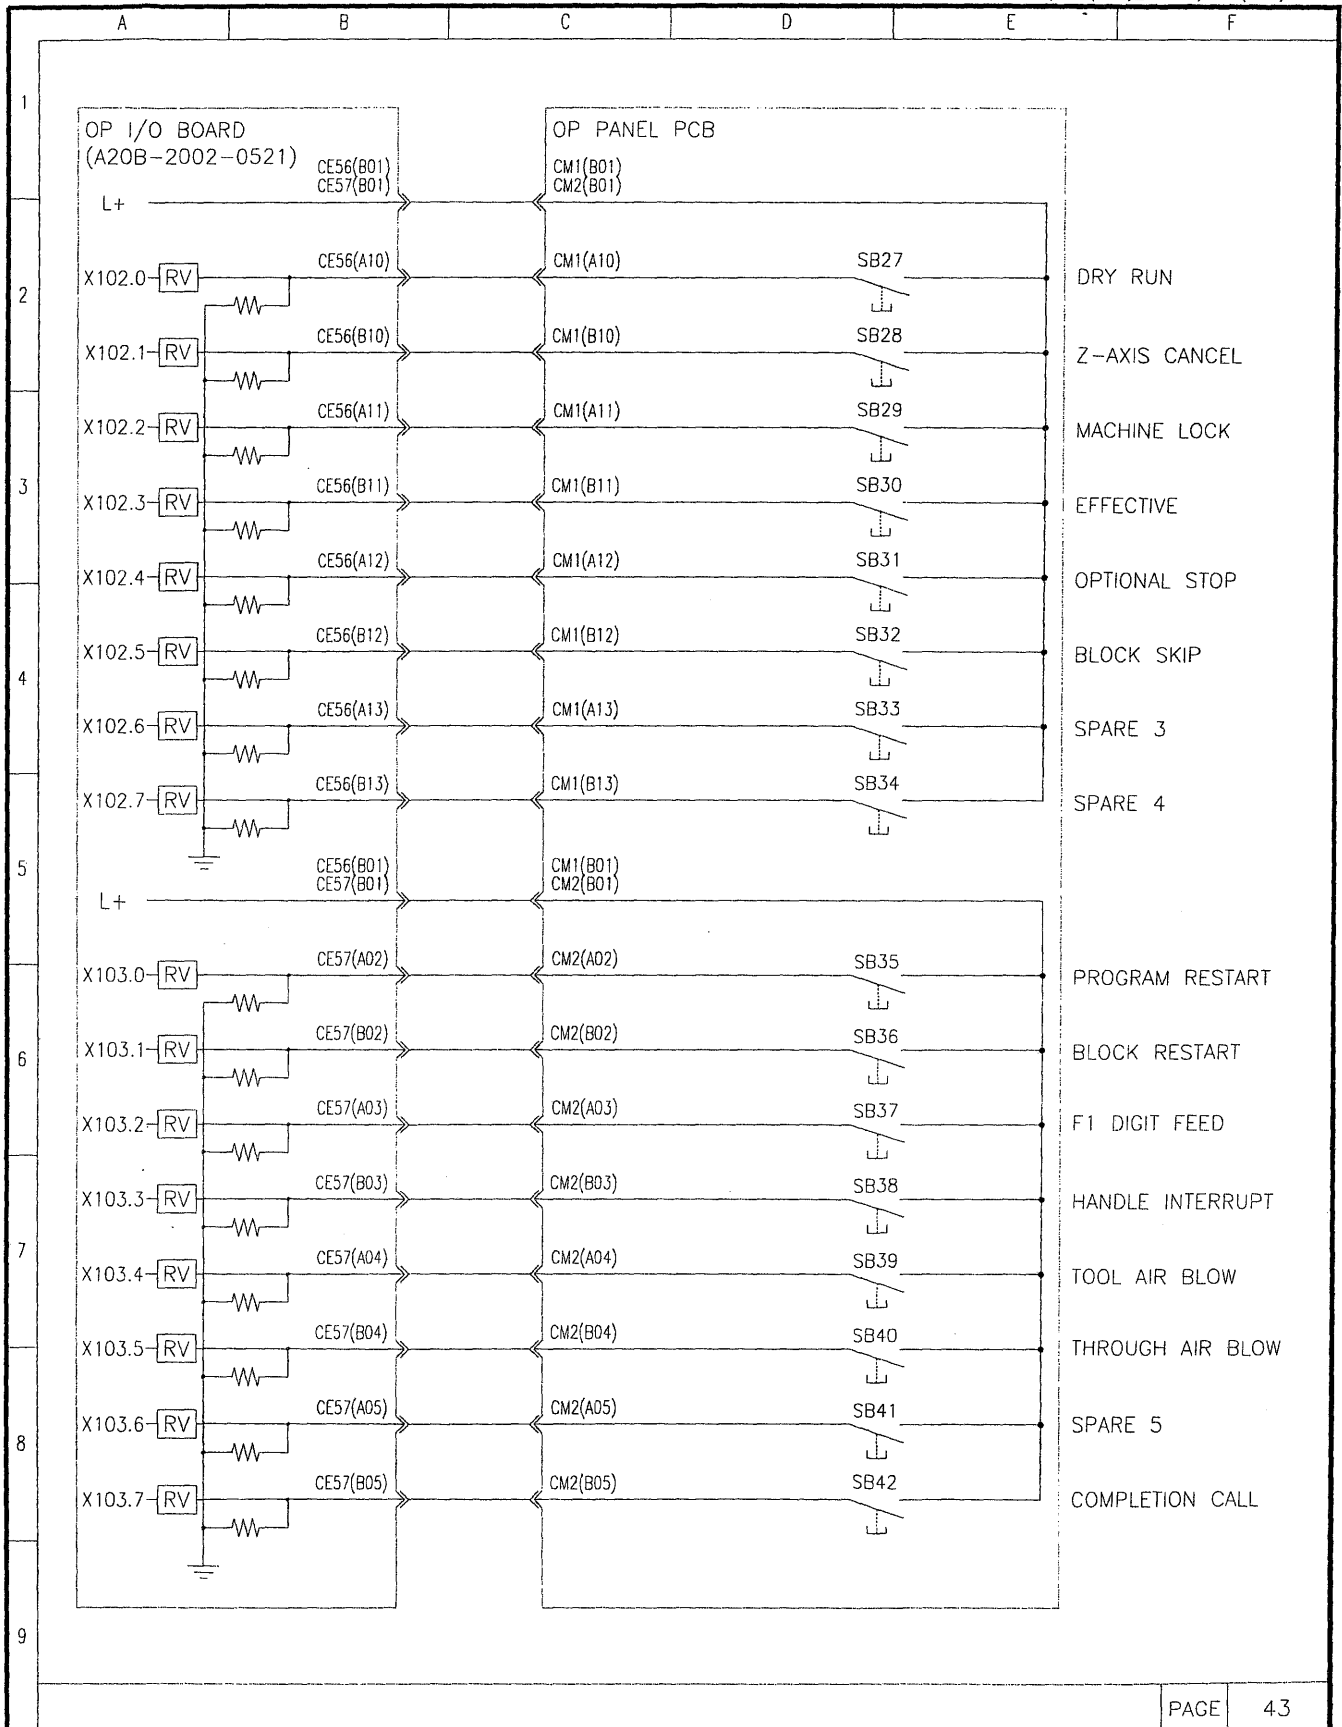 A B C D E F
1
OP I/O BOARD
(A20B-2002-0521)
OP PANEL PCB
CE56(B01) CM1(B01)
CE57(B01) CM2(B01)
L+
X102.0 RV CE56(A10) CM1(A10) SB27 DRY RUN
2
X102.1 RV CE56(B10) CM1(B10) SB28 Z-AXIS CANCEL
X102.2 RV CE56(A11) CM1(A11) SB29 MACHINE LOCK
3
X102.3 RV CE56(B11) CM1(B11) SB30 EFFECTIVE
X102.4 RV CE56(A12) CM1(A12) SB31 OPTIONAL STOP
X102.5 RV CE56(B12) CM1(B12) SB32 BLOCK SKIP
4
X102.6 RV CE56(A13) CM1(A13) SB33 SPARE 3
X102.7 RV CE56(B13) CM1(B13) SB34 SPARE 4
5
CE56(B01) CM1(B01)
CE57(B01) CM2(B01)
L+
X103.0 RV CE57(A02) CM2(A02) SB35 PROGRAM RESTART
X103.1 RV CE57(B02) CM2(B02) SB36 BLOCK RESTART
6
X103.2 RV CE57(A03) CM2(A03) SB37 F1 DIGIT FEED
X103.3 RV CE57(B03) CM2(B03) SB38 HANDLE INTERRUPT
7
X103.4 RV CE57(A04) CM2(A04) SB39 TOOL AIR BLOW
X103.5 RV CE57(B04) CM2(B04) SB40 THROUGH AIR BLOW
X103.6 RV CE57(A05) CM2(A05) SB41 SPARE 5
8
X103.7 RV CE57(B05) CM2(B05) SB42 COMPLETION CALL
9
PAGE 43